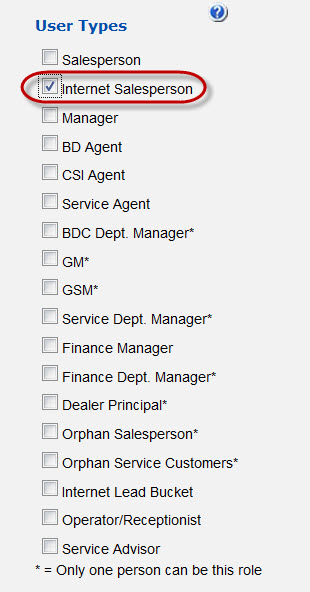 User Types
Salesperson
Internet Salesperson
Manager
BD Agent
CSI Agent
Service Agent
BDC Dept. Manager*
GM*
GSM*
Service Dept. Manager*
Finance Manager
Finance Dept. Manager*
Dealer Principal*
Orphan Salesperson*
Orphan Service Customers*
Internet Lead Bucket
Operator/Receptionist
Service Advisor
* = Only one person can be this role